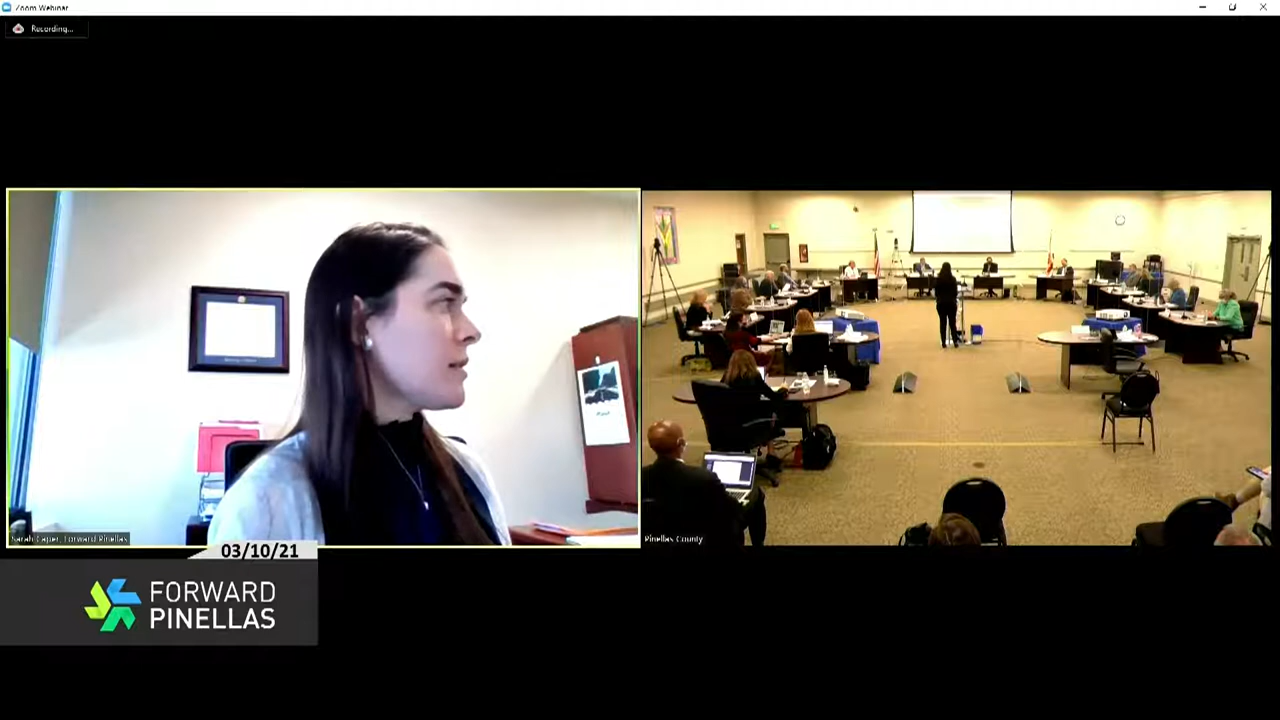 Zoom Webinar
Recording...
Sarah Caper, Forward Pinellas
Pinellas County
03/10/21
FORWARD
PINELLAS